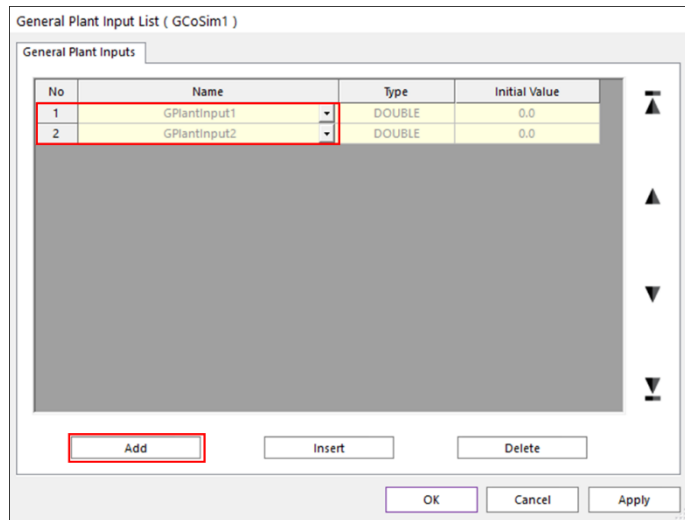 General Plant Input List ( GCoSim1 )
General Plant Inputs
No Name Type Initial Value
1 GPlantInput1 DOUBLE 0.0
2 GPlantInput2 DOUBLE 0.0
Add Insert Delete
OK Cancel Apply